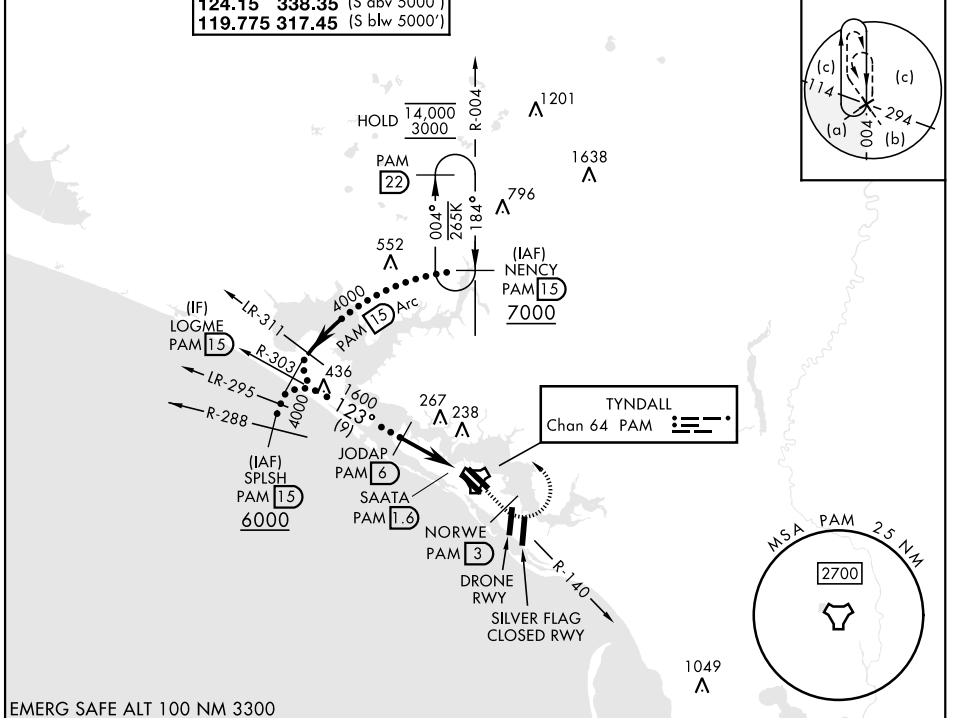 124.15 338.35 (S abv 5000')
119.775 317.45 (S blw 5000')
HOLD 14,000
3000
R-004
1201
PAM
22
1638
796
004°
265K
184°
552
(IAF)
NENCY
PAM 15
7000
4000
PAM 15 Arc
(IF)
LOGME
PAM 15
LR-311
R-303
LR-295
R-288
436
4000
1600
123°
(9)
267
238
TYNDALL
Chan 64 PAM
(IAF)
SPLSH
PAM 15
6000
JODAP
PAM 6
SAATA
PAM 1.6
NORWE
PAM 3
DRONE
RWY
SILVER FLAG
CLOSED RWY
R-140
(c)
(c)
114
294
(a)
004
(b)
MSA PAM 25 NM
2700
1049
EMERG SAFE ALT 100 NM 3300